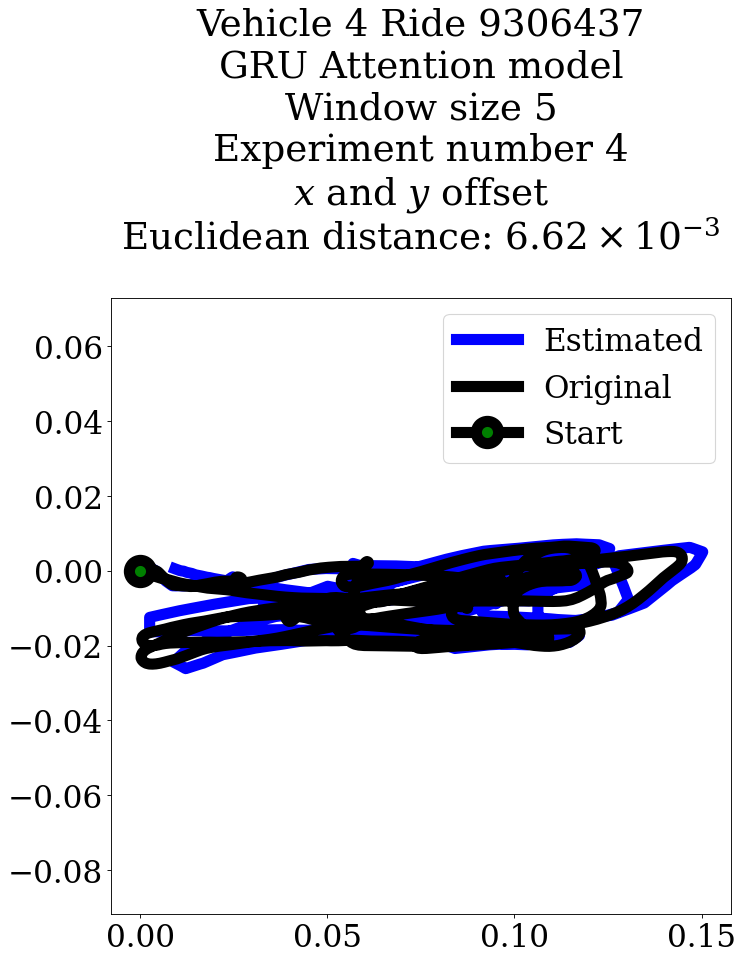 Vehicle 4 Ride 9306437
GRU Attention model
Window size 5
Experiment number 4
x and y offset
Euclidean distance: 6.62 × 10⁻³
Estimated
Original
Start
0.06
0.04
0.02
0.00
−0.02
−0.04
−0.06
−0.08
0.00 0.05 0.10 0.15